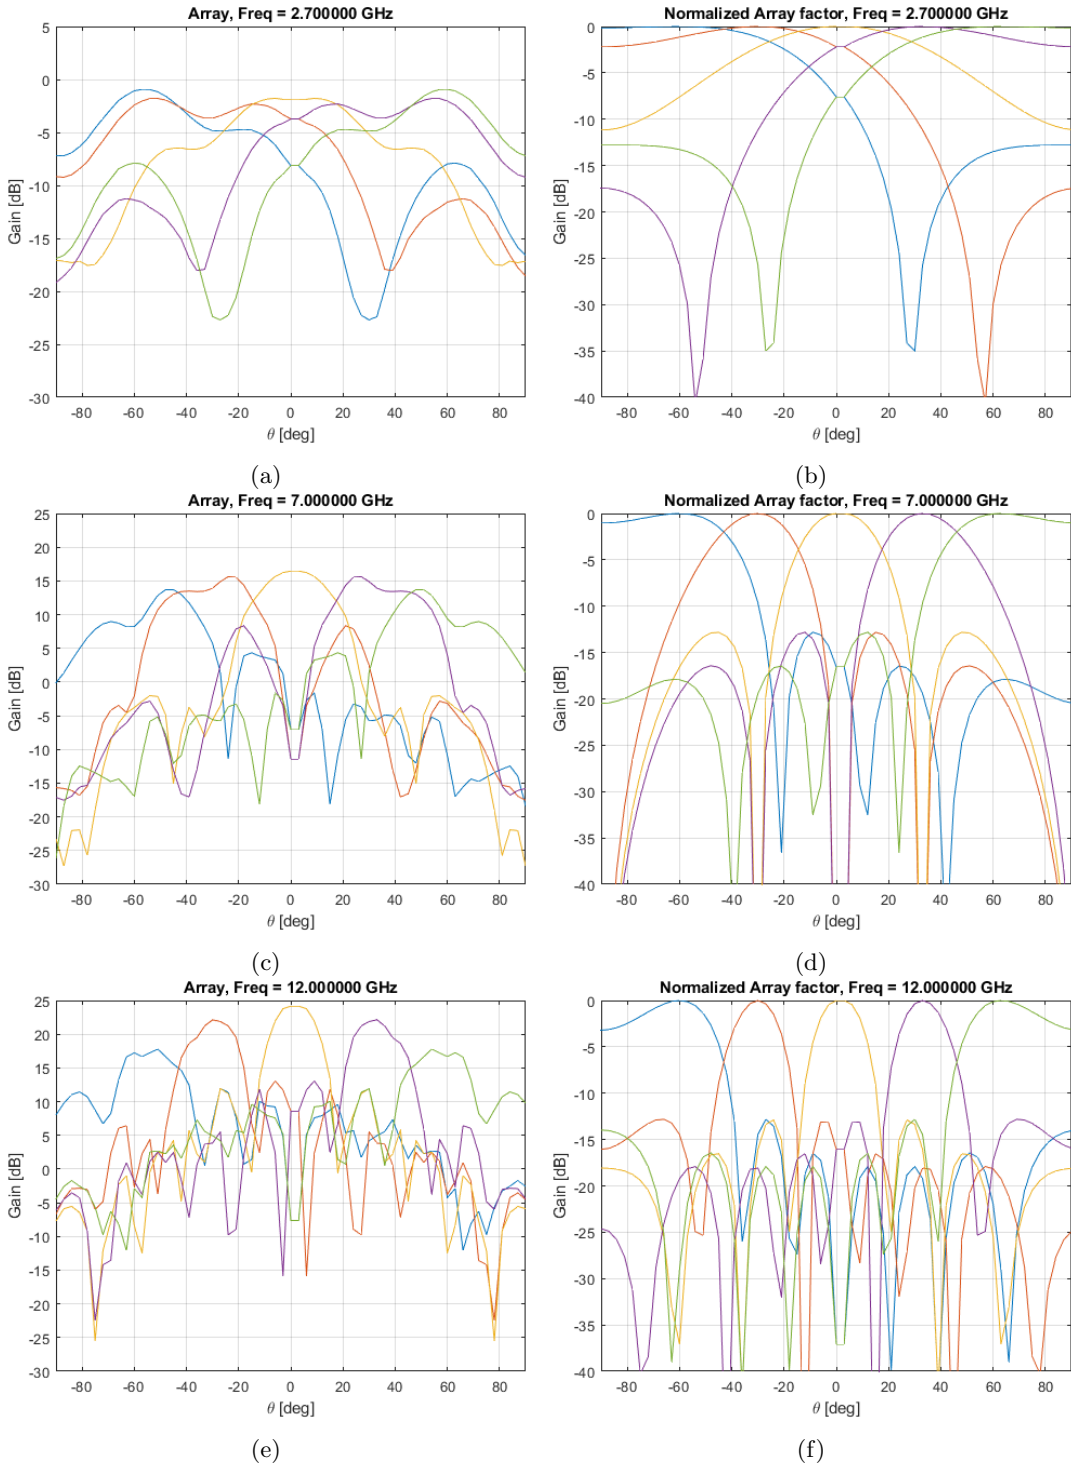 Array, Freq = 2.700000 GHz
5
0
-5
-10
-15
-20
-25
-30
Gain [dB]
-80 -60 -40 -20 0 20 40 60 80
θ [deg]
(a)
Normalized Array factor, Freq = 2.700000 GHz
0
-5
-10
-15
-20
-25
-30
-35
-40
Gain [dB]
-80 -60 -40 -20 0 20 40 60 80
θ [deg]
(b)
Array, Freq = 7.000000 GHz
25
20
15
10
5
0
-5
-10
-15
-20
-25
-30
Gain [dB]
-80 -60 -40 -20 0 20 40 60 80
θ [deg]
(c)
Normalized Array factor, Freq = 7.000000 GHz
0
-5
-10
-15
-20
-25
-30
-35
-40
Gain [dB]
-80 -60 -40 -20 0 20 40 60 80
θ [deg]
(d)
Array, Freq = 12.000000 GHz
25
20
15
10
5
0
-5
-10
-15
-20
-25
-30
Gain [dB]
-80 -60 -40 -20 0 20 40 60 80
θ [deg]
(e)
Normalized Array factor, Freq = 12.000000 GHz
0
-5
-10
-15
-20
-25
-30
-35
-40
Gain [dB]
-80 -60 -40 -20 0 20 40 60 80
θ [deg]
(f)